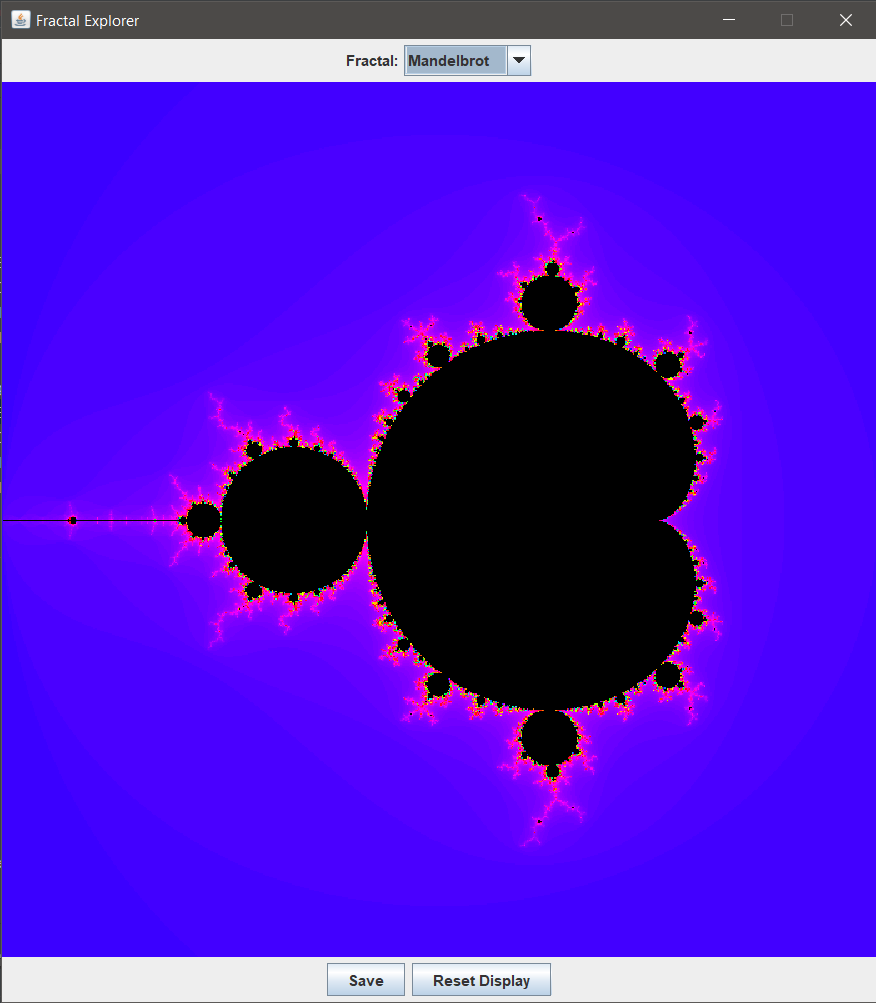 Fractal Explorer
Fractal: Mandelbrot
Save Reset Display